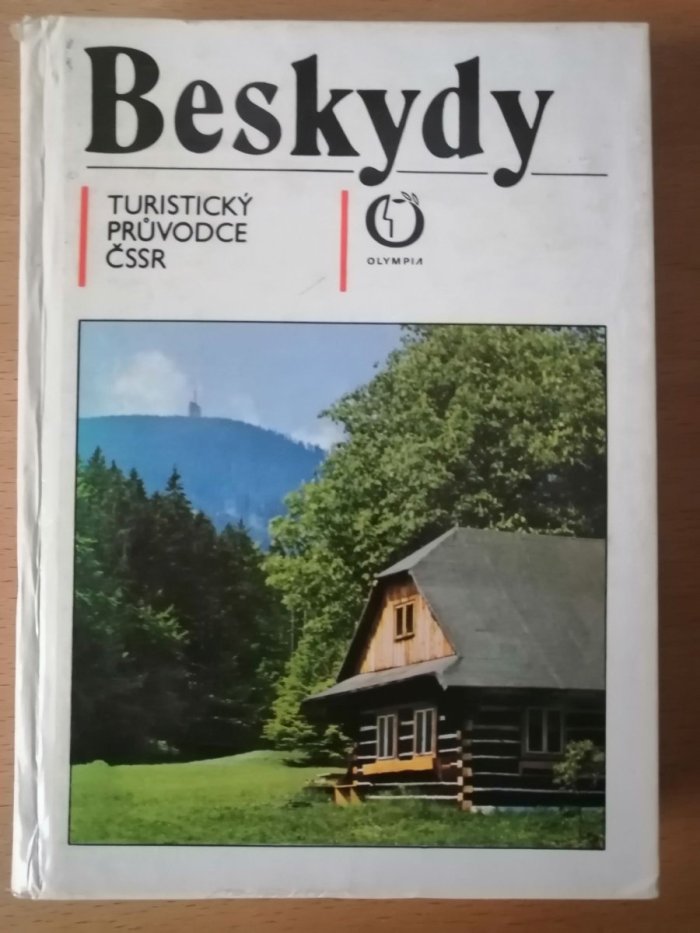 Beskydy
TURISTICKÝ
PRŮVODCE
ČSSR
OLYMPIA